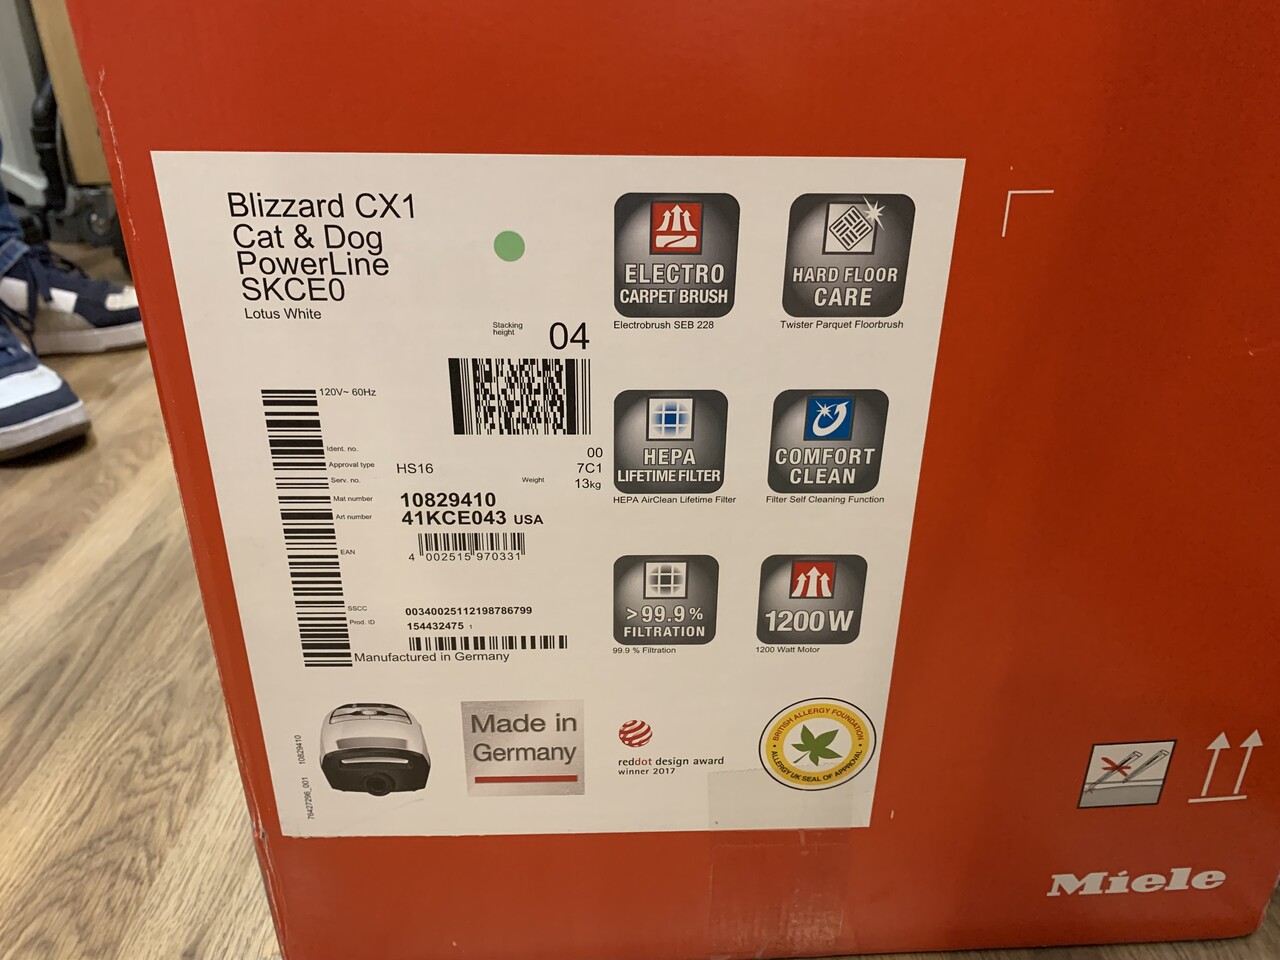 Blizzard CX1
Cat & Dog
PowerLine
SKCE0
Lotus White
Stacking
height
04
120V~ 60Hz
Ident. no.
00
Approval type
HS16
7C1
Serv. no.
Weight
13kg
Mat number
10829410
Art number
41KCE043 USA
EAN
4 002515 970331
SSCC
00340025112198786799
Prod. ID
154432475 1
Manufactured in Germany
ELECTRO
CARPET BRUSH
Electrobrush SEB 228
HARD FLOOR
CARE
Twister Parquet Floorbrush
HEPA
LIFETIME FILTER
HEPA AirClean Lifetime Filter
COMFORT
CLEAN
Filter Self Cleaning Function
>99.9%
FILTRATION
99.9 % Filtration
1200 W
1200 Watt Motor
76427296_001 10829410
Made in
Germany
reddot design award
winner 2017
BRITISH ALLERGY FOUNDATION
ALLERGY UK SEAL OF APPROVAL
Miele